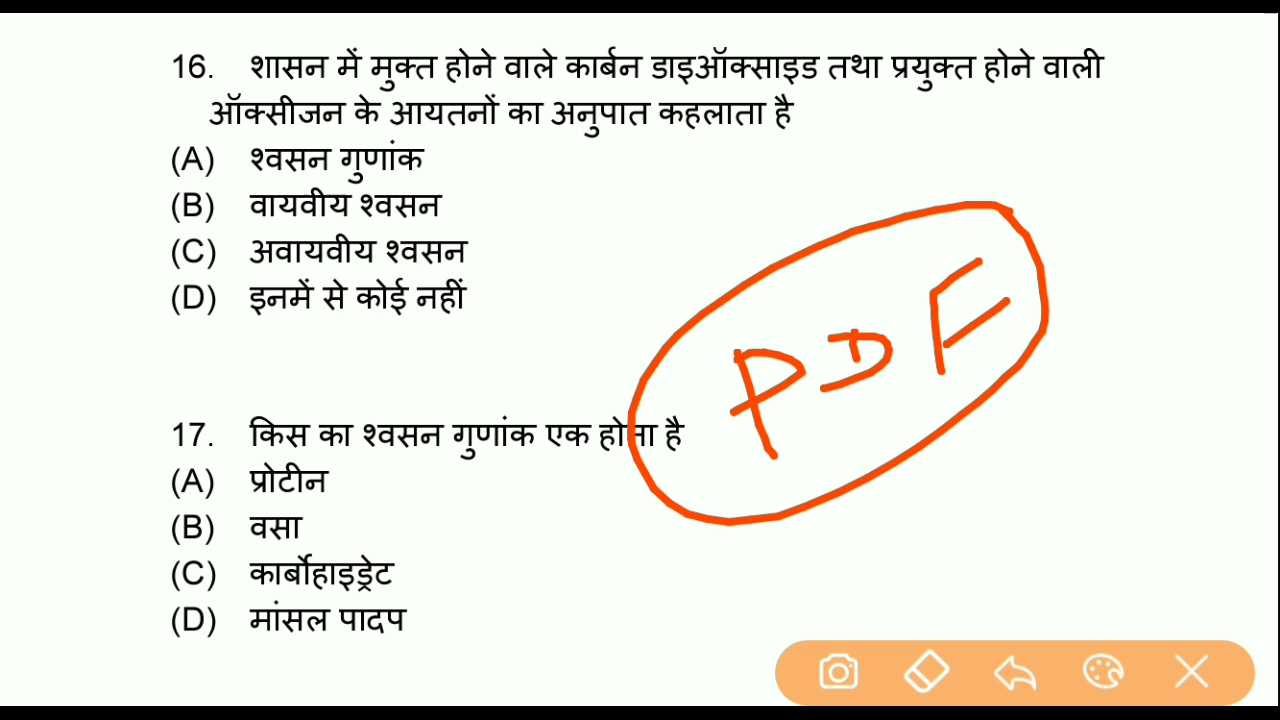 16. शासन में मुक्त होने वाले कार्बन डाइऑक्साइड तथा प्रयुक्त होने वाली
ऑक्सीजन के आयतनों का अनुपात कहलाता है
(A) श्वसन गुणांक
(B) वायवीय श्वसन
(C) अवायवीय श्वसन
(D) इनमें से कोई नहीं
PDF
17. किस का श्वसन गुणांक एक होता है
(A) प्रोटीन
(B) वसा
(C) कार्बोहाइड्रेट
(D) मांसल पादप